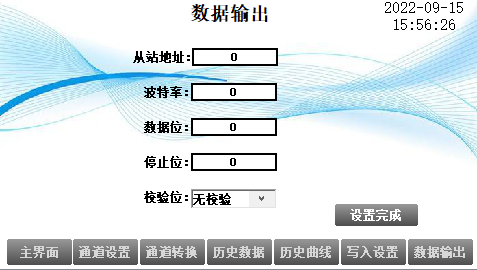 数据输出
2022-09-15
15:56:26
从站地址: 0
波特率: 0
数据位: 0
停止位: 0
校验位: 无校验
设置完成
主界面 通道设置 通道转换 历史数据 历史曲线 写入设置 数据输出